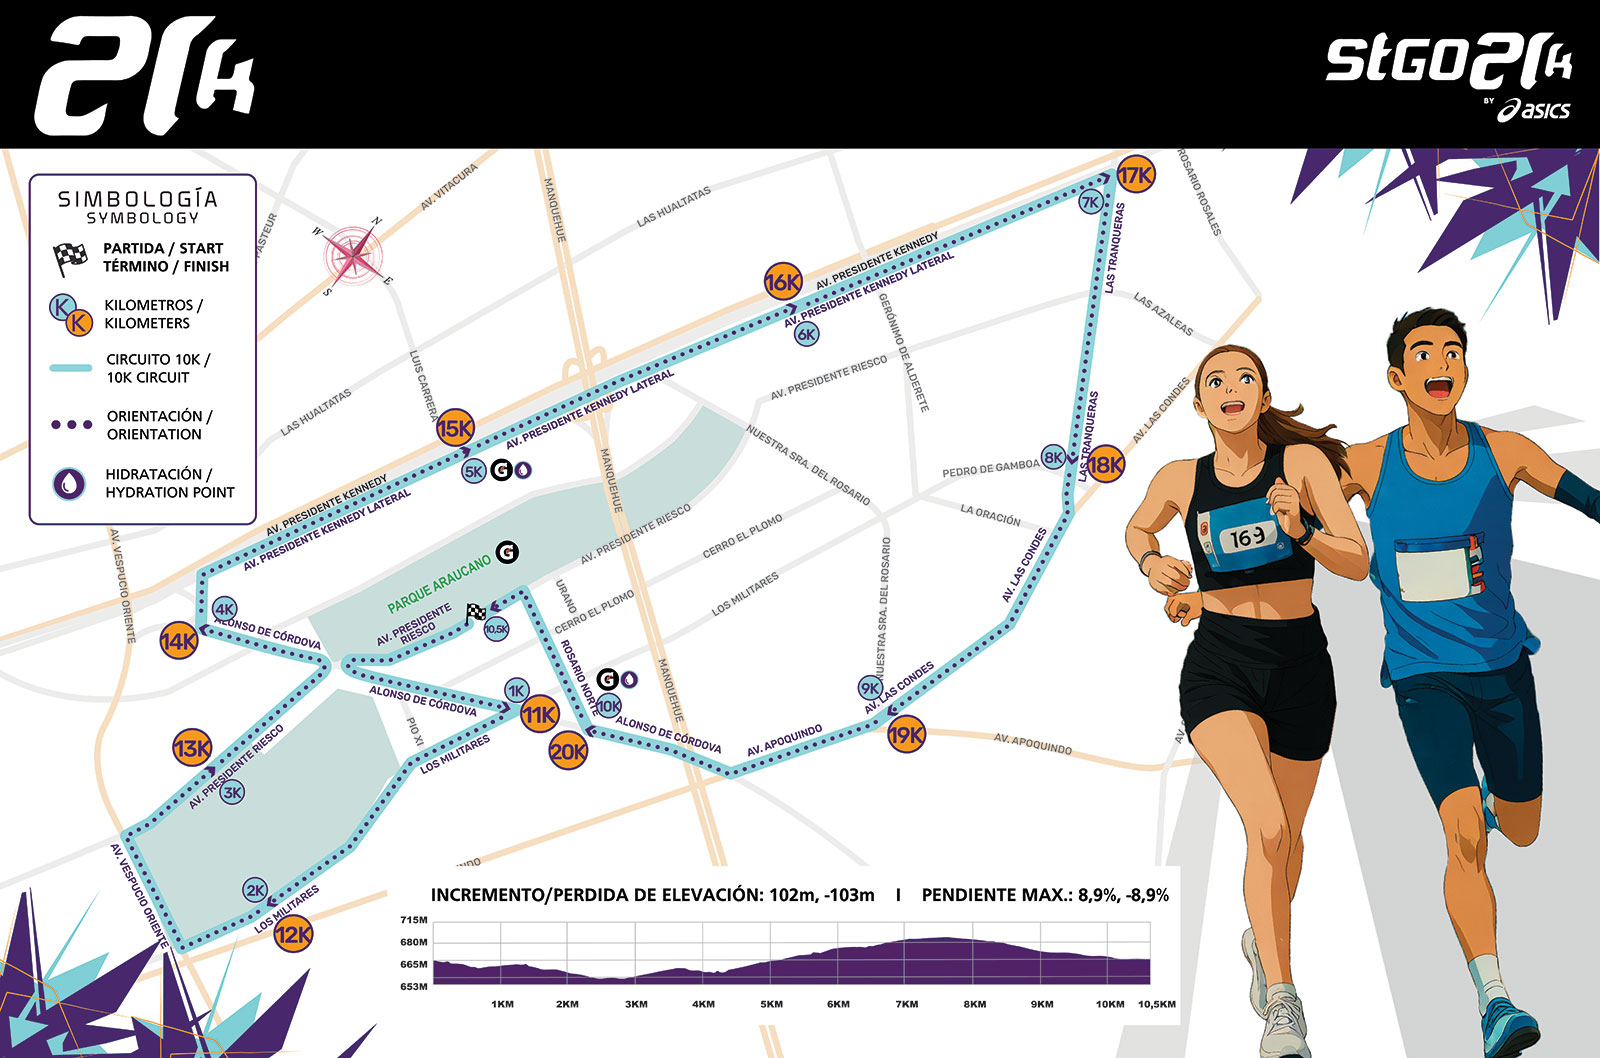 21k
STGO21k
BY asics
SIMBOLOGÍA
SYMBOLOGY
PARTIDA / START
TÉRMINO / FINISH
K
K
KILOMETROS /
KILOMETERS
CIRCUITO 10K /
10K CIRCUIT
ORIENTACIÓN /
ORIENTATION
HIDRATACIÓN /
HYDRATION POINT
PASTEUR
N
W
E
S
AV. VITACURA
MANQUEHUE
LAS HUALTATAS
ROSARIO ROSALES
17K
7K
LAS TRANQUERAS
AV. PRESIDENTE KENNEDY
AV. PRESIDENTE KENNEDY LATERAL
16K
6K
GERÓNIMO DE ALDERETE
LAS AZALEAS
LUIS CARRERA
LAS HUALTATAS
AV. PRESIDENTE RIESCO
AV. PRESIDENTE KENNEDY LATERAL
15K
5K
G
LAS TRANQUERAS
AV. LAS CONDES
NUESTRA SRA. DEL ROSARIO
MANQUEHUE
PEDRO DE GAMBOA
8K
18K
AV. PRESIDENTE KENNEDY
AV. PRESIDENTE KENNEDY LATERAL
LA ORACIÓN
AV. PRESIDENTE RIESCO
CERRO EL PLOMO
LOS MILITARES
PARQUE ARAUCANO
G
AV. VESPUCIO ORIENTE
URANO
CERRO EL PLOMO
AV. LAS CONDES
NUESTRA SRA. DEL ROSARIO
4K
14K
ALONSO DE CÓRDOVA
AV. PRESIDENTE
RIESCO
10,5K
ROSARIO NORTE
MANQUEHUE
G
10K
1K
11K
ALONSO DE CÓRDOVA
9K
AV. LAS CONDES
19K
20K
ALONSO DE CÓRDOVA
AV. APOQUINDO
AV. APOQUINDO
AV.
PIO XI
LOS MILITARES
13K
3K
AV. PRESIDENTE RIESCO
AV. VESPUCIO ORIENTE
2K
LOS MILITARES
12K
NDO
169
INCREMENTO/PERDIDA DE ELEVACIÓN: 102m, -103m I PENDIENTE MAX.: 8,9%, -8,9%
715M
680M
665M
653M
1KM 2KM 3KM 4KM 5KM 6KM 7KM 8KM 9KM 10KM 10,5KM